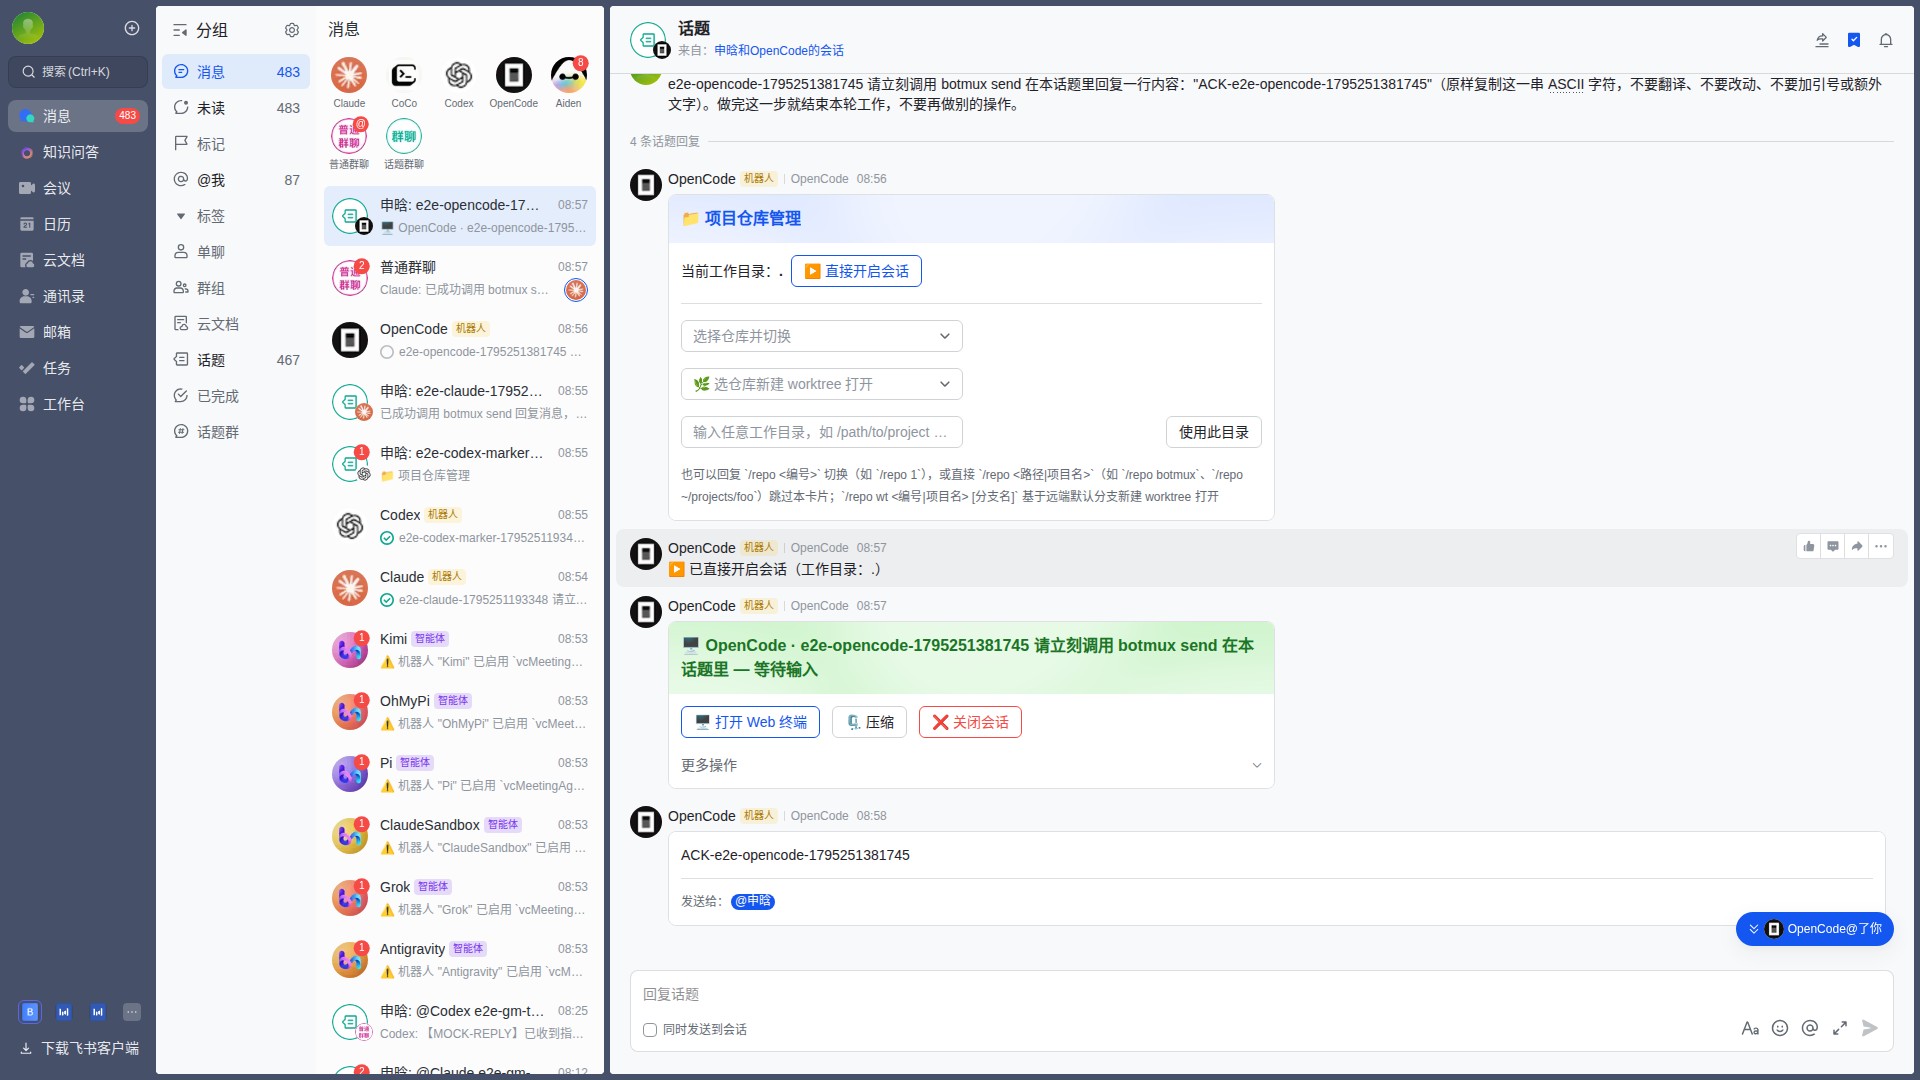 搜索 (Ctrl+K)
消息 483
知识问答
会议
日历
云文档
通讯录
邮箱
任务
工作台
下载飞书客户端
分组
消息 483
未读 483
标记
@我 87
标签
单聊
群组
云文档
话题 467
已完成
话题群
消息
Claude CoCo Codex OpenCode Aiden 8
普通群聊 @
普通群聊
群聊
话题群聊
申晗: e2e-opencode-17… 08:57
OpenCode · e2e-opencode-1795…
普通群聊 2
普通群聊 08:57
Claude: 已成功调用 botmux s…
OpenCode 机器人 08:56
e2e-opencode-1795251381745 …
申晗: e2e-claude-17952… 08:55
已成功调用 botmux send 回复消息，…
1 申晗: e2e-codex-marker… 08:55
项目仓库管理
Codex 机器人 08:55
e2e-codex-marker-17952511934…
Claude 机器人 08:54
e2e-claude-1795251193348 请立…
1 Kimi 智能体 08:53
机器人 "Kimi" 已启用 `vcMeeting…
1 OhMyPi 智能体 08:53
机器人 "OhMyPi" 已启用 `vcMeet…
1 Pi 智能体 08:53
机器人 "Pi" 已启用 `vcMeetingAg…
1 ClaudeSandbox 智能体 08:53
机器人 "ClaudeSandbox" 已启用 …
1 Grok 智能体 08:53
机器人 "Grok" 已启用 `vcMeeting…
1 Antigravity 智能体 08:53
机器人 "Antigravity" 已启用 `vcM…
申晗: @Codex e2e-gm-t… 08:25
Codex: 【MOCK-REPLY】已收到指…
2 申晗: @Claude e2e-gm-… 08:12
话题
来自：申晗和OpenCode的会话
e2e-opencode-1795251381745 请立刻调用 botmux send 在本话题里回复一行内容："ACK-e2e-opencode-1795251381745"（原样复制这一串 ASCII 字符，不要翻译、不要改动、不要加引号或额外
文字）。做完这一步就结束本轮工作，不要再做别的操作。
4 条话题回复
OpenCode 机器人 OpenCode 08:56
项目仓库管理
当前工作目录：. 直接开启会话
选择仓库并切换
选仓库新建 worktree 打开
输入任意工作目录，如 /path/to/project … 使用此目录
也可以回复 `/repo <编号>` 切换（如 `/repo 1`），或直接 `/repo <路径|项目名>`（如 `/repo botmux`、`/repo
~/projects/foo`）跳过本卡片；`/repo wt <编号|项目名> [分支名]` 基于远端默认分支新建 worktree 打开
OpenCode 机器人 OpenCode 08:57
已直接开启会话（工作目录：.）
OpenCode 机器人 OpenCode 08:57
OpenCode · e2e-opencode-1795251381745 请立刻调用 botmux send 在本
话题里 — 等待输入
打开 Web 终端 压缩 关闭会话
更多操作
OpenCode 机器人 OpenCode 08:58
ACK-e2e-opencode-1795251381745
发送给：@申晗
OpenCode@了你
回复话题
同时发送到会话